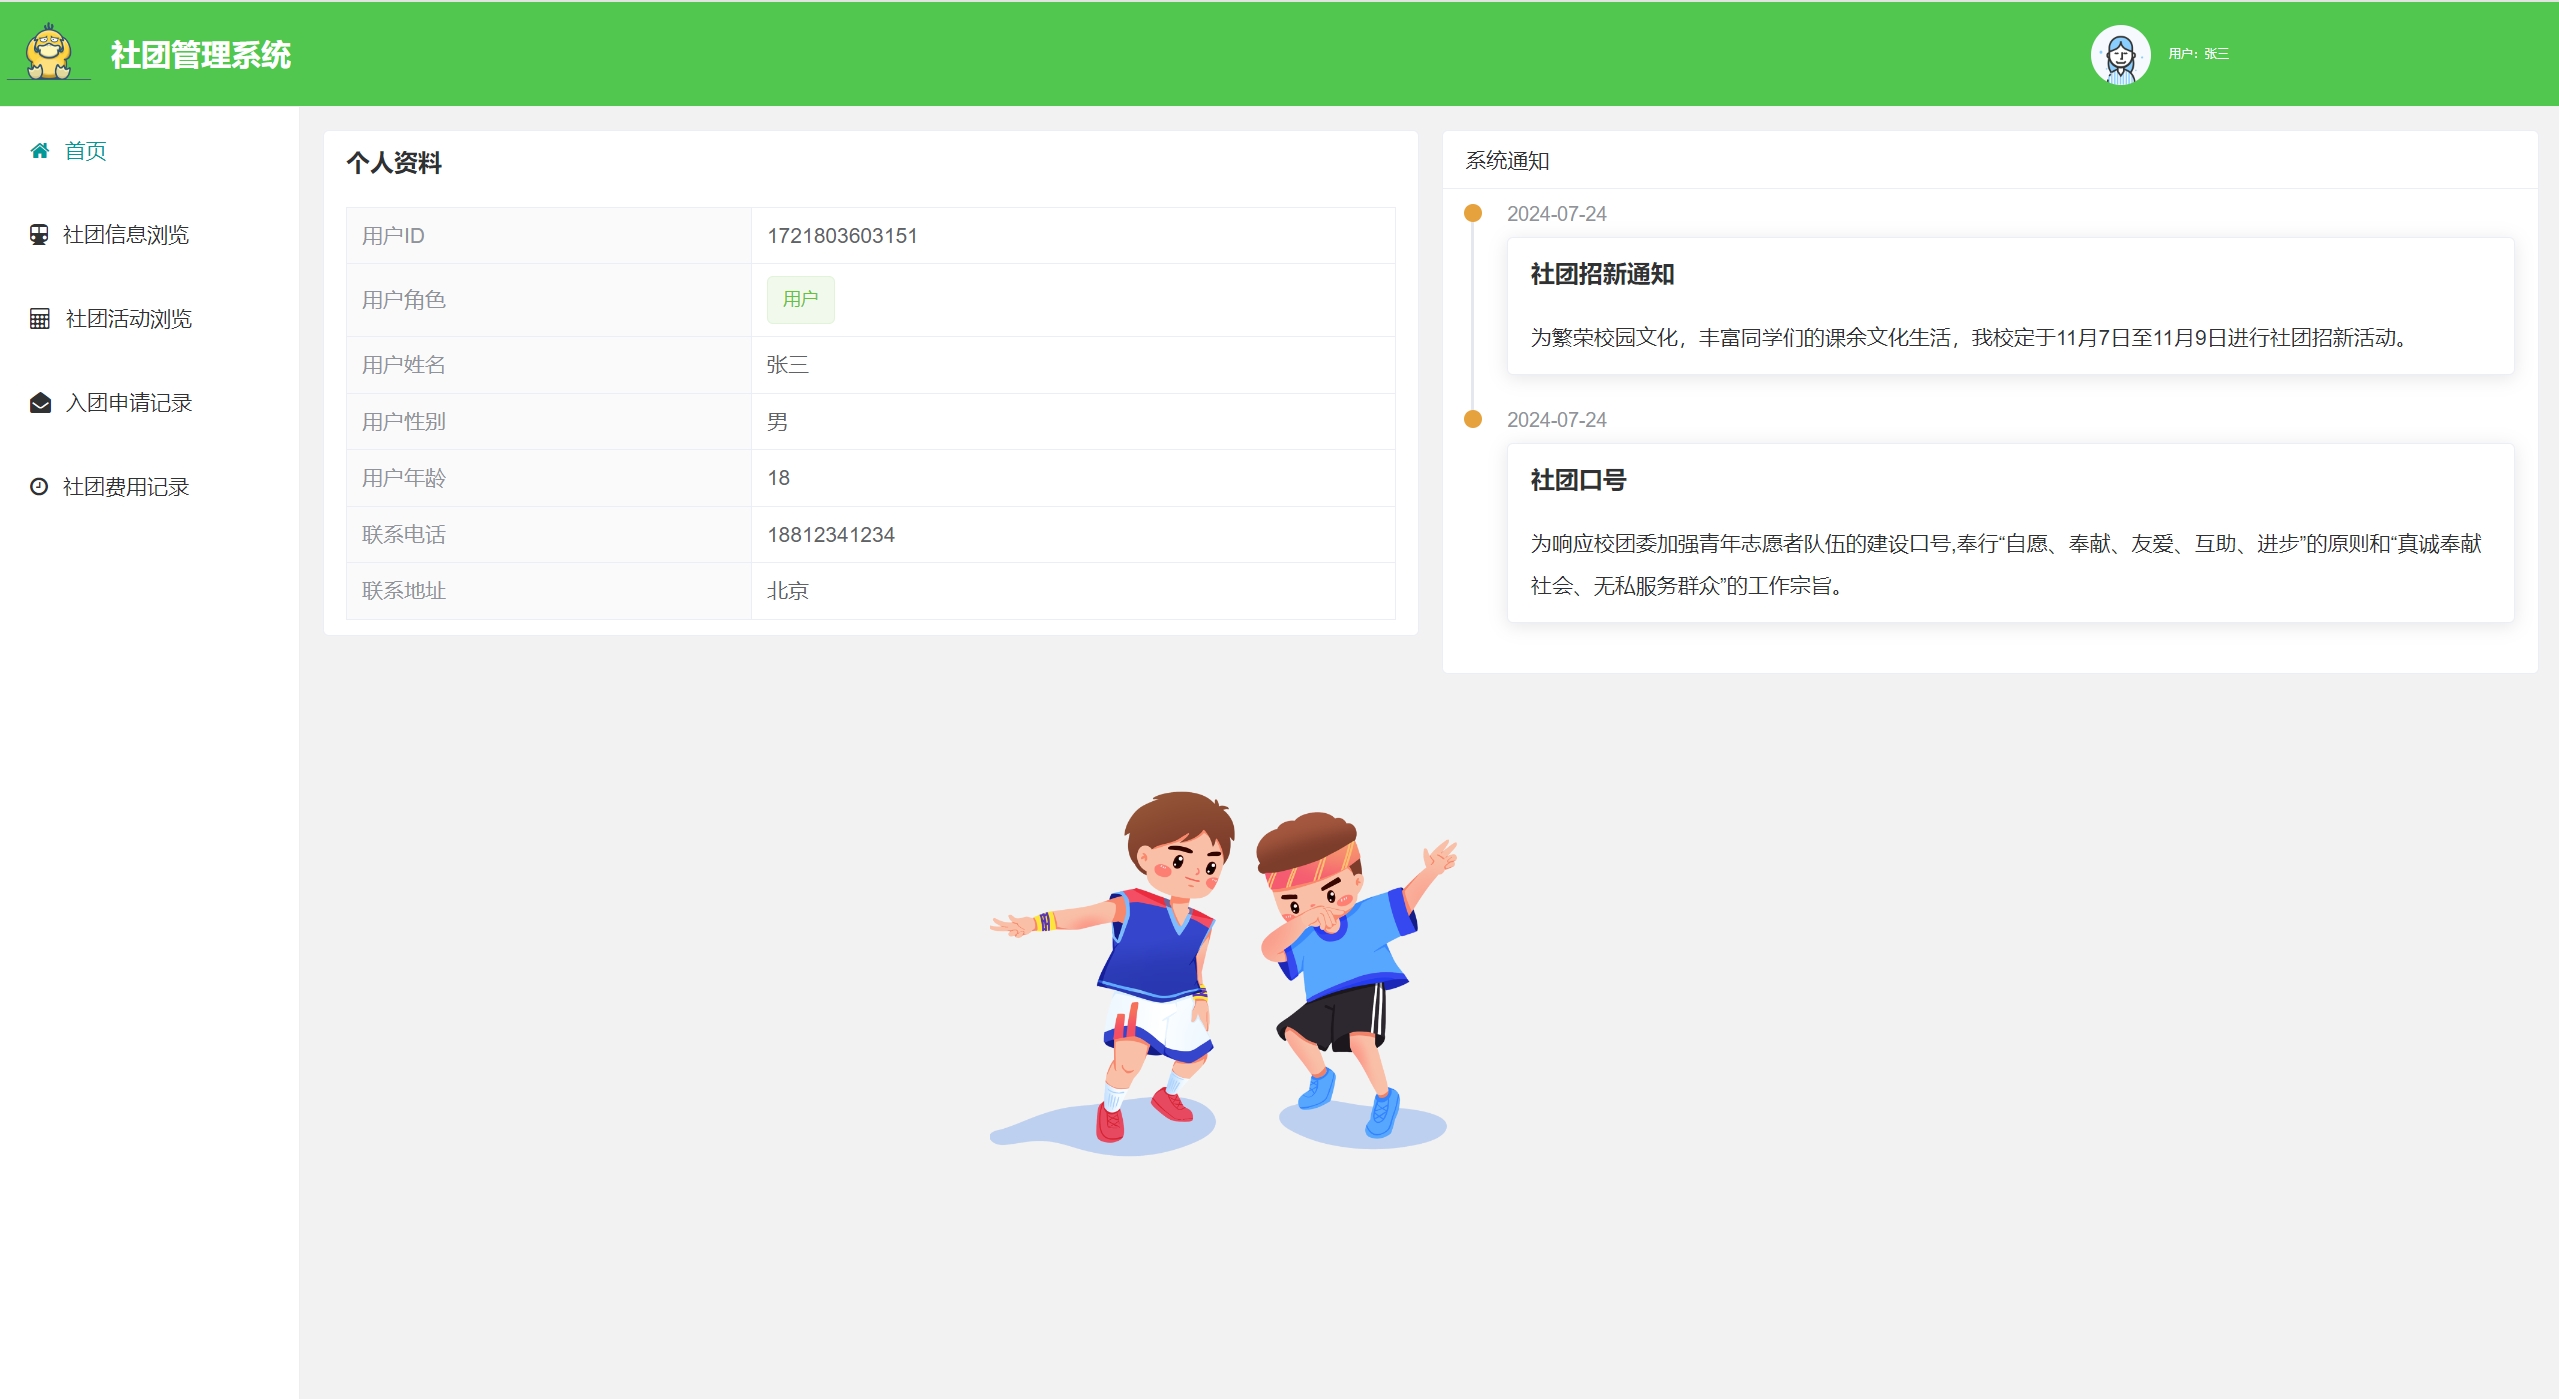 社团管理系统
用户：张三
首页
社团信息浏览
社团活动浏览
入团申请记录
社团费用记录
个人资料
用户ID 1721803603151
用户角色 用户
用户姓名 张三
用户性别 男
用户年龄 18
联系电话 18812341234
联系地址 北京
系统通知
2024-07-24
社团招新通知
为繁荣校园文化，丰富同学们的课余文化生活，我校定于11月7日至11月9日进行社团招新活动。
2024-07-24
社团口号
为响应校团委加强青年志愿者队伍的建设口号,奉行“自愿、奉献、友爱、互助、进步”的原则和“真诚奉献
社会、无私服务群众”的工作宗旨。